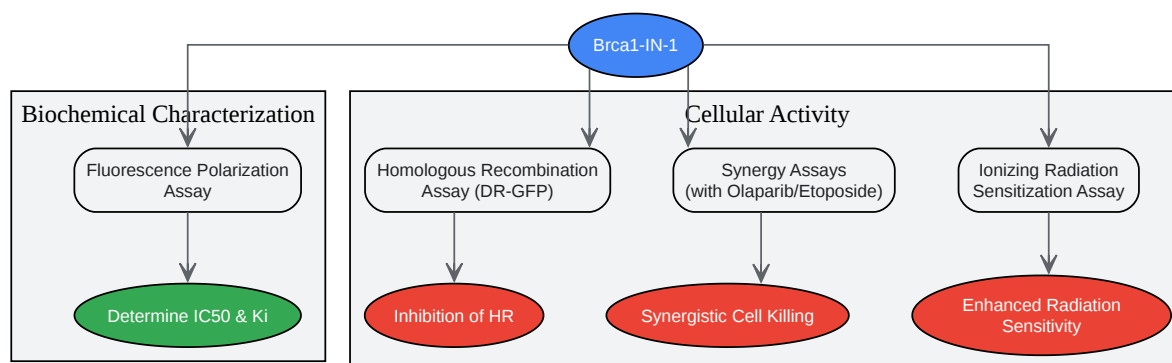 Brca1-IN-1
Biochemical Characterization
Cellular Activity
Fluorescence Polarization
Assay
Homologous Recombination
Assay (DR-GFP)
Synergy Assays
(with Olaparib/Etoposide)
Ionizing Radiation
Sensitization Assay
Determine IC50 & Ki
Inhibition of HR
Synergistic Cell Killing
Enhanced Radiation
Sensitivity